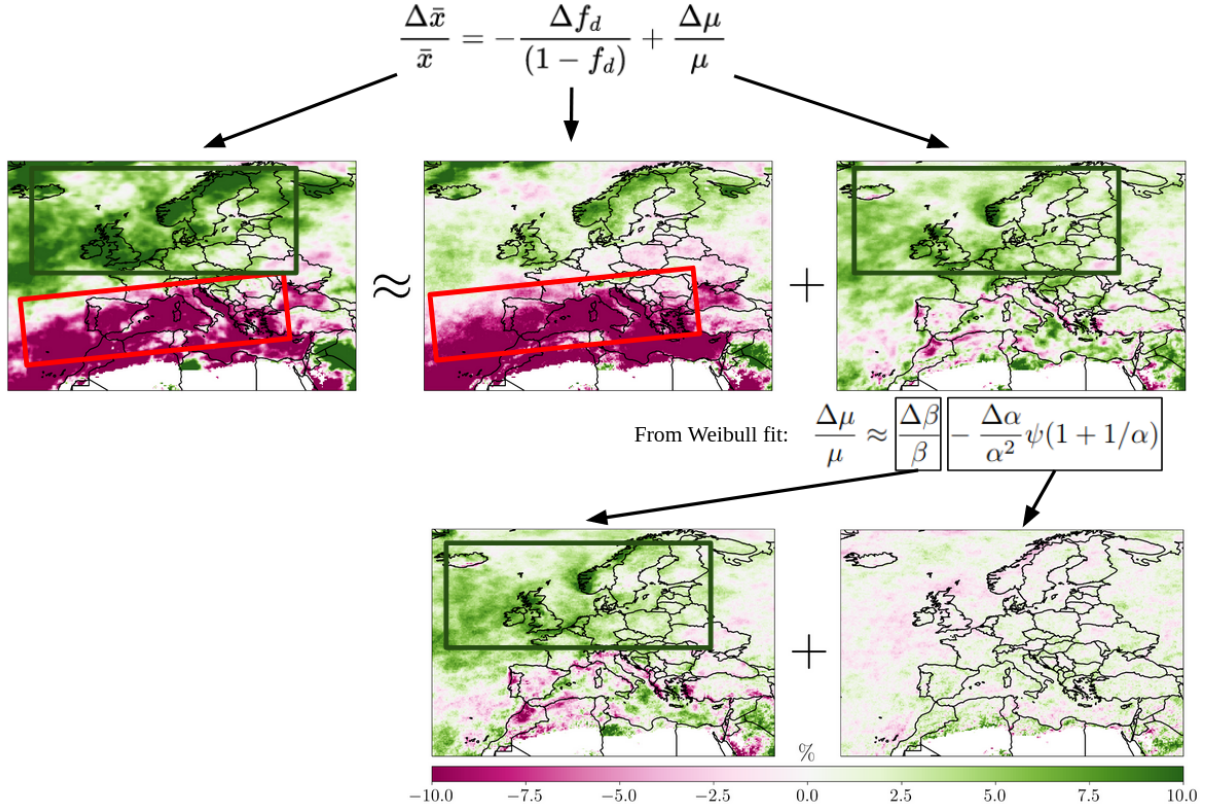 Δx̄/x̄ = −Δf_d/(1 − f_d) + Δμ/μ
≈
+
From Weibull fit: Δμ/μ ≈ Δβ/β − Δα/α² ψ(1 + 1/α)
+
%
−10.0 −7.5 −5.0 −2.5 0.0 2.5 5.0 7.5 10.0